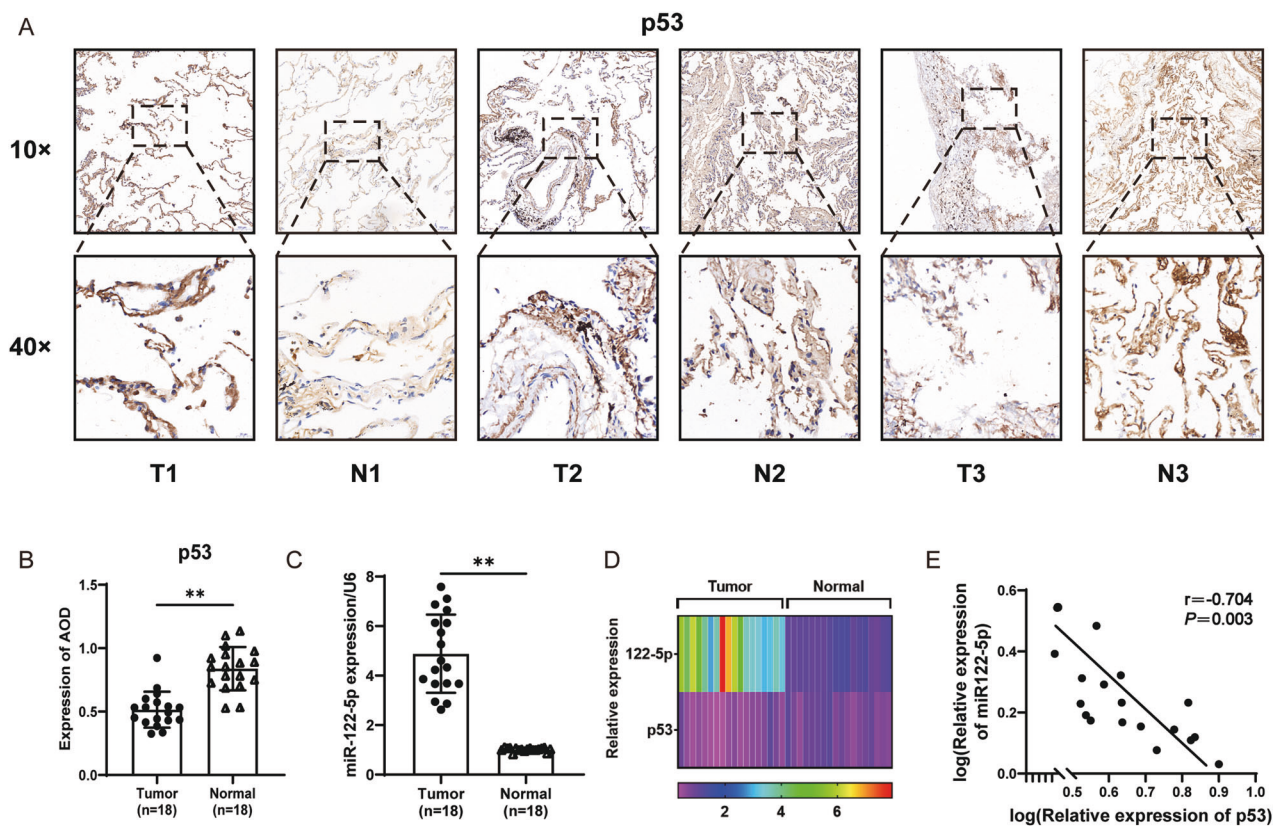 A
p53
10×
40×
T1
N1
T2
N2
T3
N3
B
p53
Expression of AOD
1.5
1.0
0.5
0.0
**
Tumor
(n=18)
Normal
(n=18)
C
miR-122-5p expression/U6
8
6
4
2
0
**
Tumor
(n=18)
Normal
(n=18)
D
Tumor
Normal
Relative expression
122-5p
p53
2
4
6
E
log(Relative expression
of miR122-5p)
0.6
0.4
0.2
0.0
r=-0.704
P=0.003
0.5
0.6
0.7
0.8
0.9
1.0
log(Relative expression of p53)